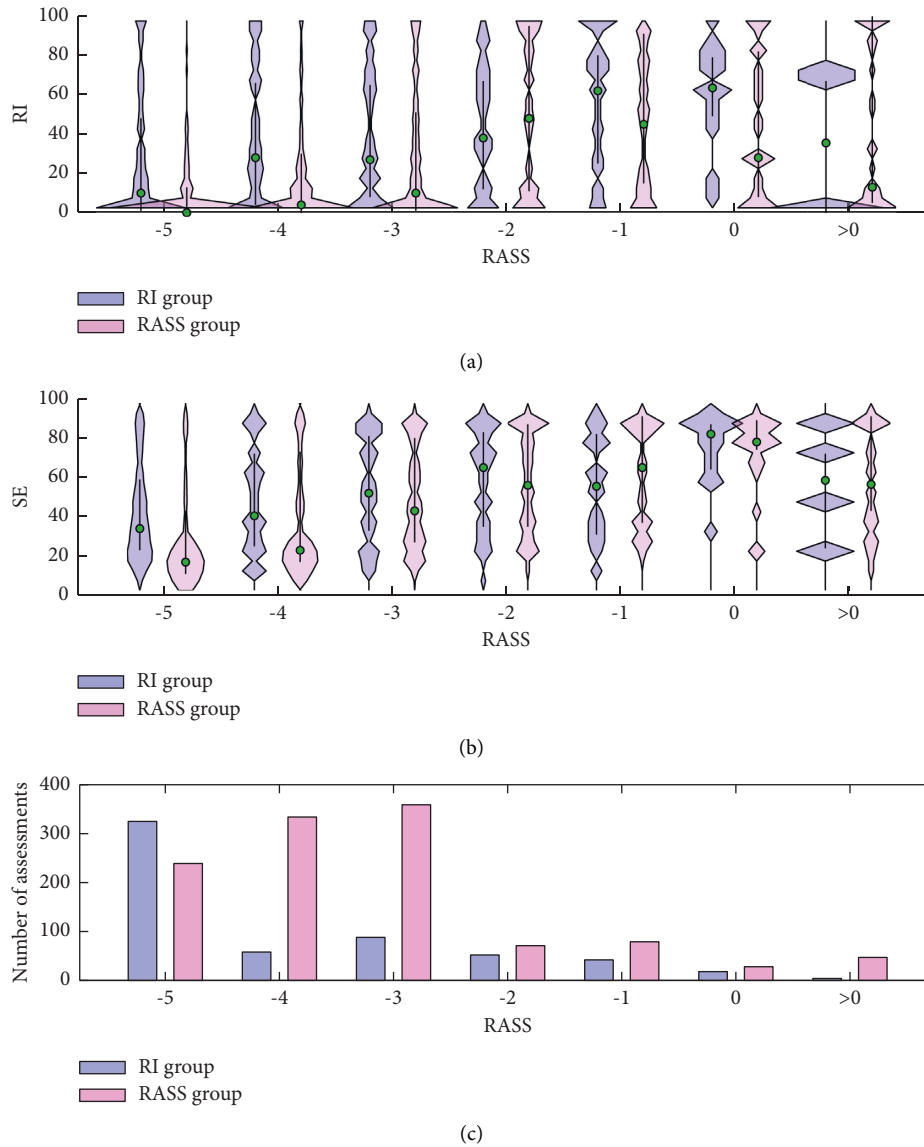 100
80
60
40
20
0
RI
-5 -4 -3 -2 -1 0 >0
RASS
RI group
RASS group
(a)
100
80
60
40
20
0
SE
-5 -4 -3 -2 -1 0 >0
RASS
RI group
RASS group
(b)
400
300
200
100
0
Number of assessments
-5 -4 -3 -2 -1 0 >0
RASS
RI group
RASS group
(c)